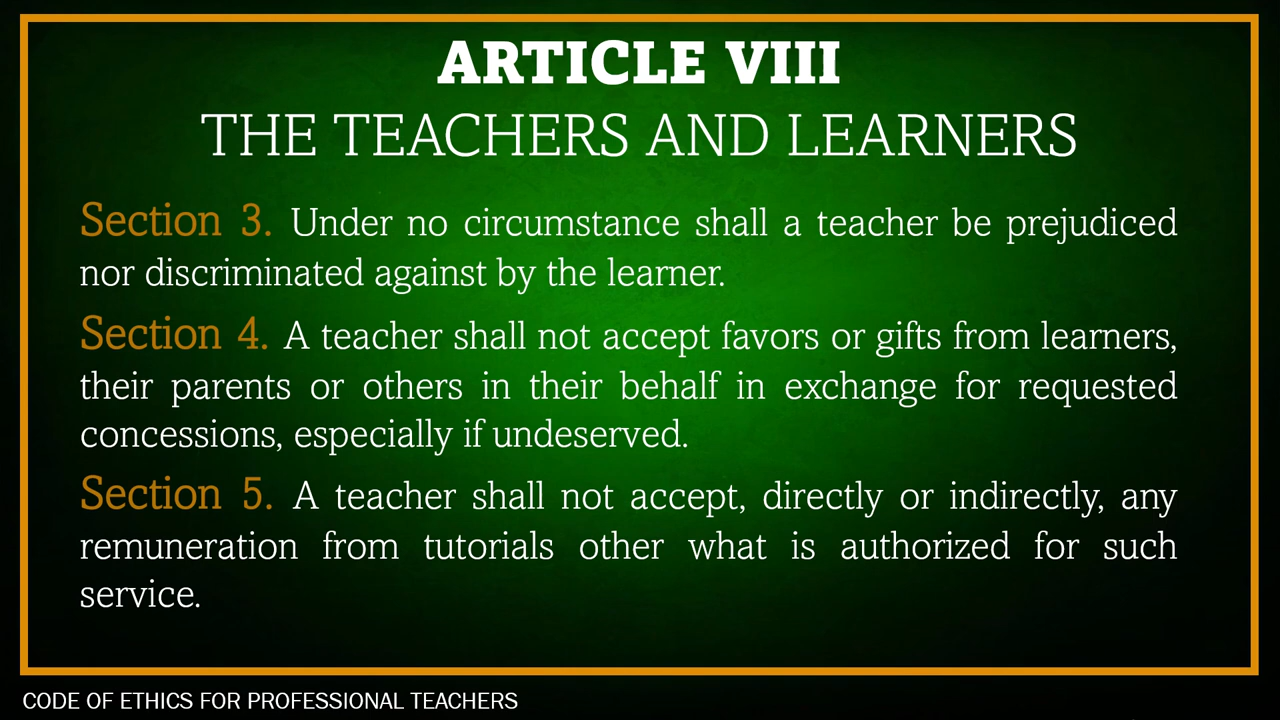 ARTICLE VIII
THE TEACHERS AND LEARNERS
Section 3. Under no circumstance shall a teacher be prejudiced
nor discriminated against by the learner.
Section 4. A teacher shall not accept favors or gifts from learners,
their parents or others in their behalf in exchange for requested
concessions, especially if undeserved.
Section 5. A teacher shall not accept, directly or indirectly, any
remuneration from tutorials other what is authorized for such
service.
CODE OF ETHICS FOR PROFESSIONAL TEACHERS